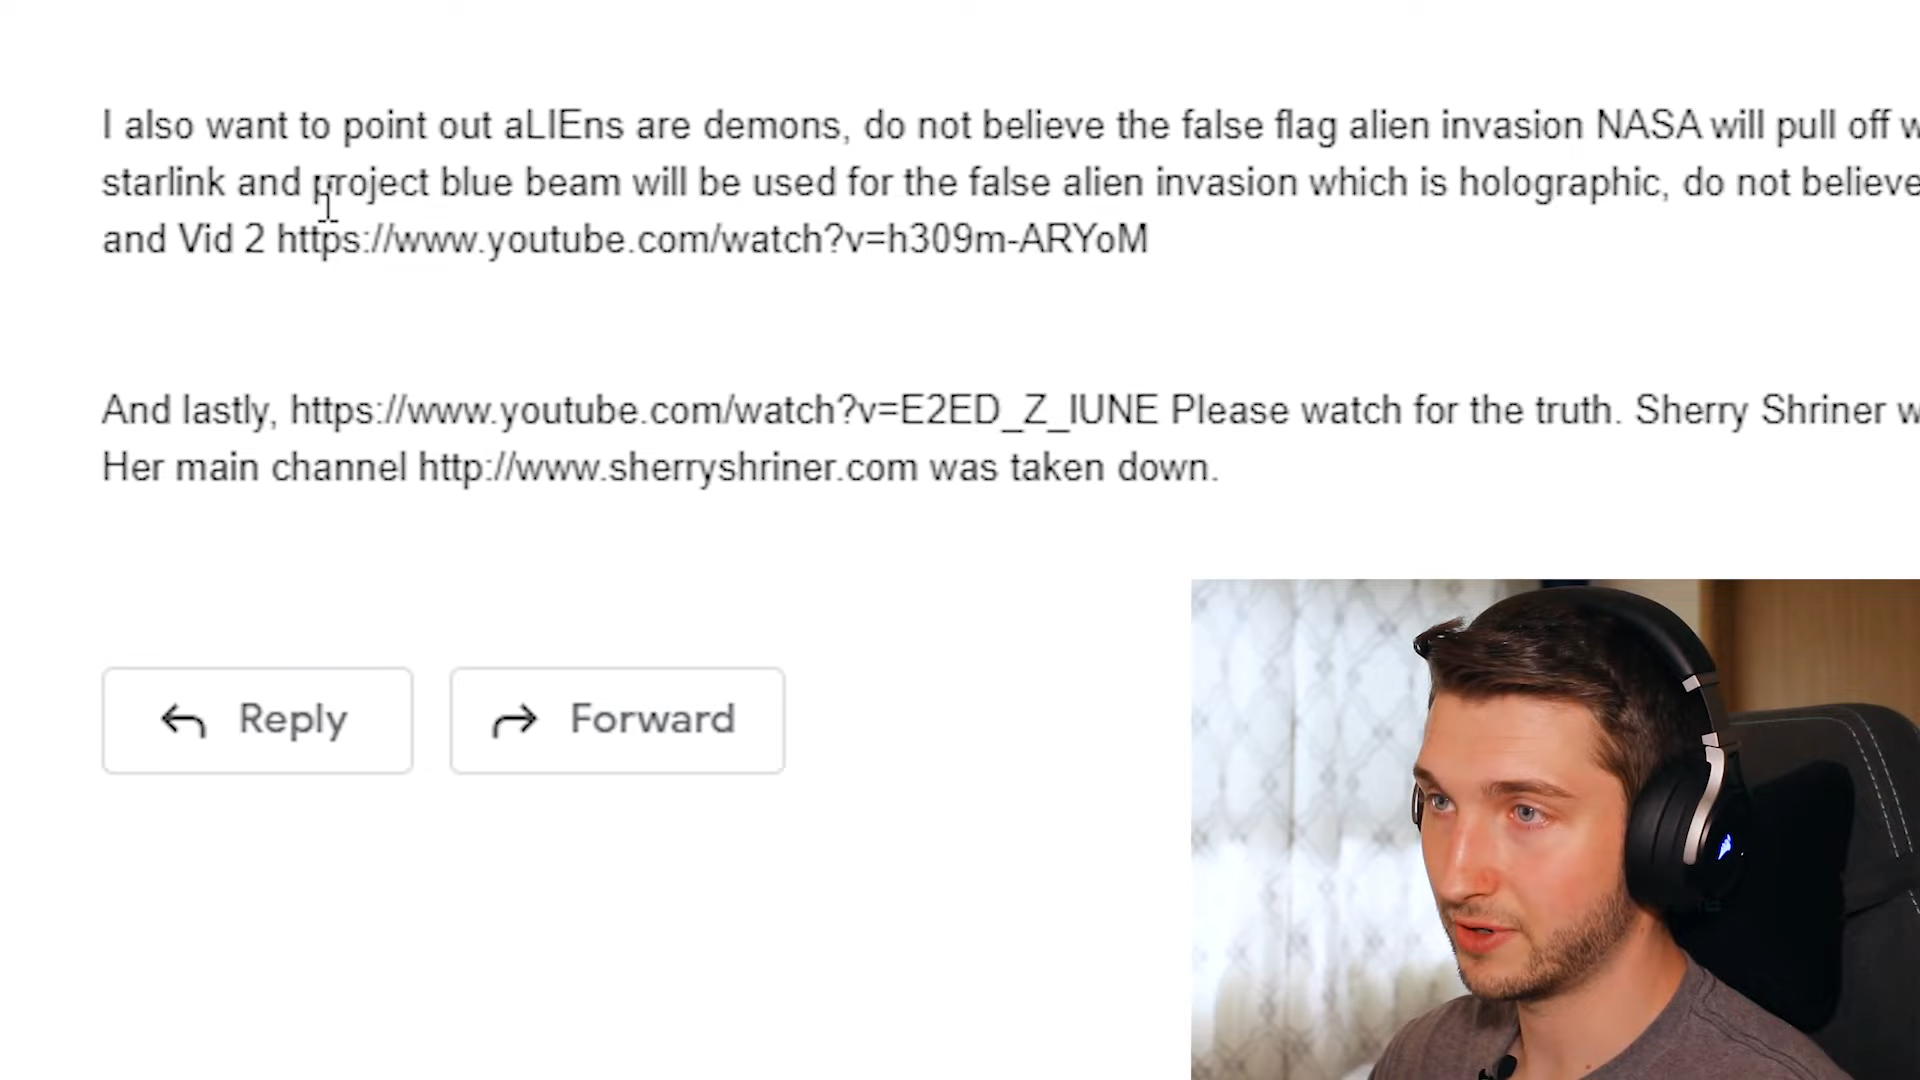 I also want to point out aLIEns are demons, do not believe the false flag alien invasion NASA will pull off
starlink and project blue beam will be used for the false alien invasion which is holographic, do not believe
and Vid 2 https://www.youtube.com/watch?v=h309m-ARYoM
And lastly, https://www.youtube.com/watch?v=E2ED_Z_IUNE Please watch for the truth. Sherry Shriner
Her main channel http://www.sherryshriner.com was taken down.
Reply
Forward